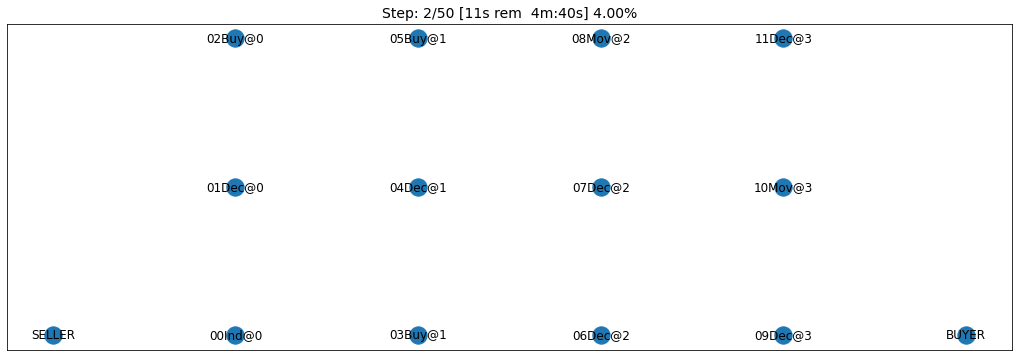 Step: 2/50 [11s rem  4m:40s] 4.00%
02Buy@0 05Buy@1 08Mov@2 11Dec@3
01Dec@0 04Dec@1 07Dec@2 10Mov@3
SELLER 00Ind@0 03Buy@1 06Dec@2 09Dec@3 BUYER